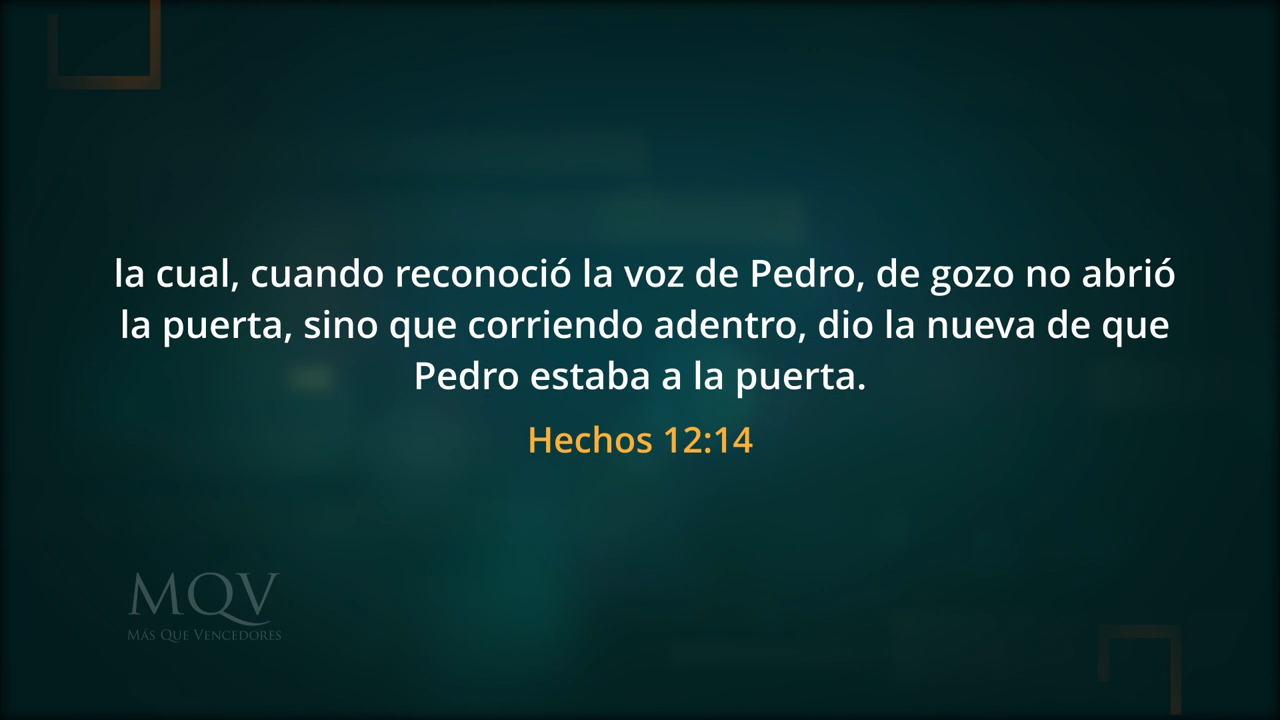 la cual, cuando reconoció la voz de Pedro, de gozo no abrió
la puerta, sino que corriendo adentro, dio la nueva de que
Pedro estaba a la puerta.
Hechos 12:14
MQV
MÁS QUE VENCEDORES